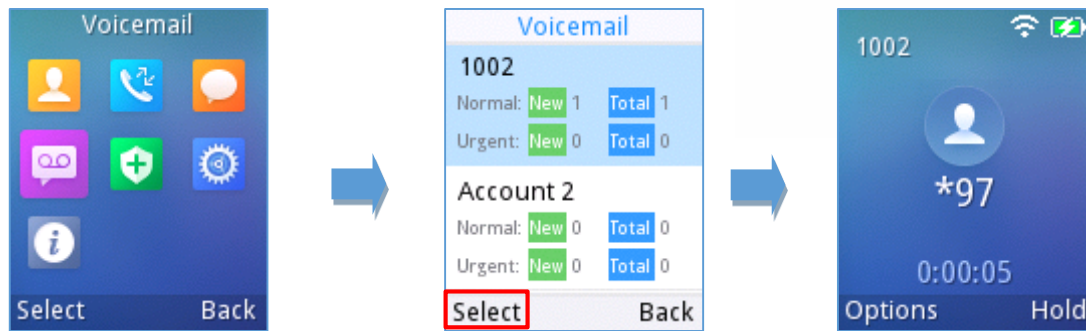 Voicemail
Select Back
Voicemail
1002
Normal: New 1 Total 1
Urgent: New 0 Total 0
Account 2
Normal: New 0 Total 0
Urgent: New 0 Total 0
Select Back
1002
*97
0:00:05
Options Hold